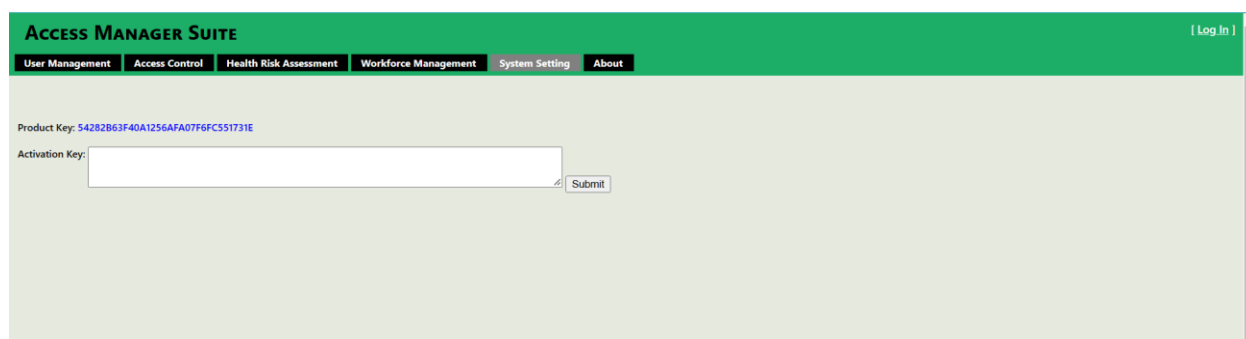 ACCESS MANAGER SUITE
[ Log In ]
User Management Access Control Health Risk Assessment Workforce Management System Setting About
Product Key: 54282B63F40A1256AFA07F6FC551731E
Activation Key:
Submit